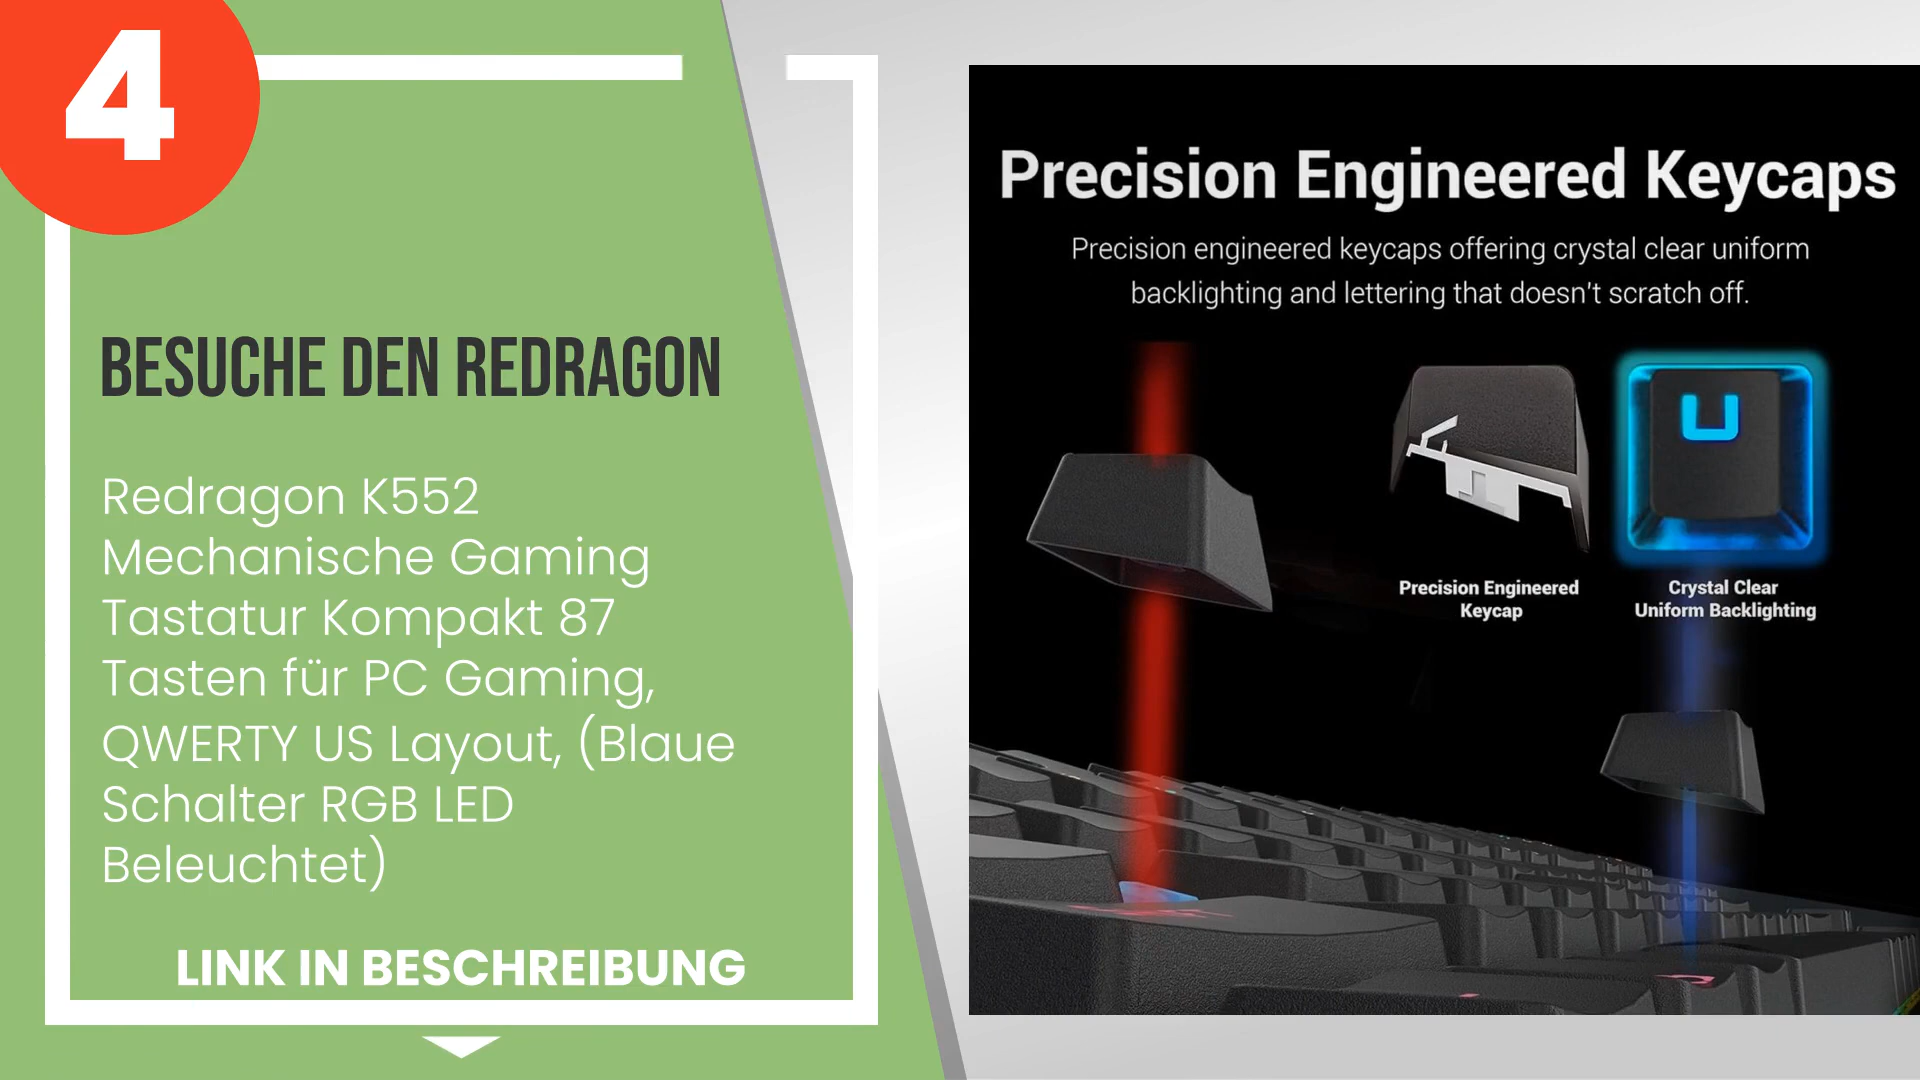 4
BESUCHE DEN REDRAGON
Redragon K552
Mechanische Gaming
Tastatur Kompakt 87
Tasten für PC Gaming,
QWERTY US Layout, (Blaue
Schalter RGB LED
Beleuchtet)
LINK IN BESCHREIBUNG
Precision Engineered Keycaps
Precision engineered keycaps offering crystal clear uniform
backlighting and lettering that doesn't scratch off.
U
Precision Engineered
Keycap
Crystal Clear
Uniform Backlighting